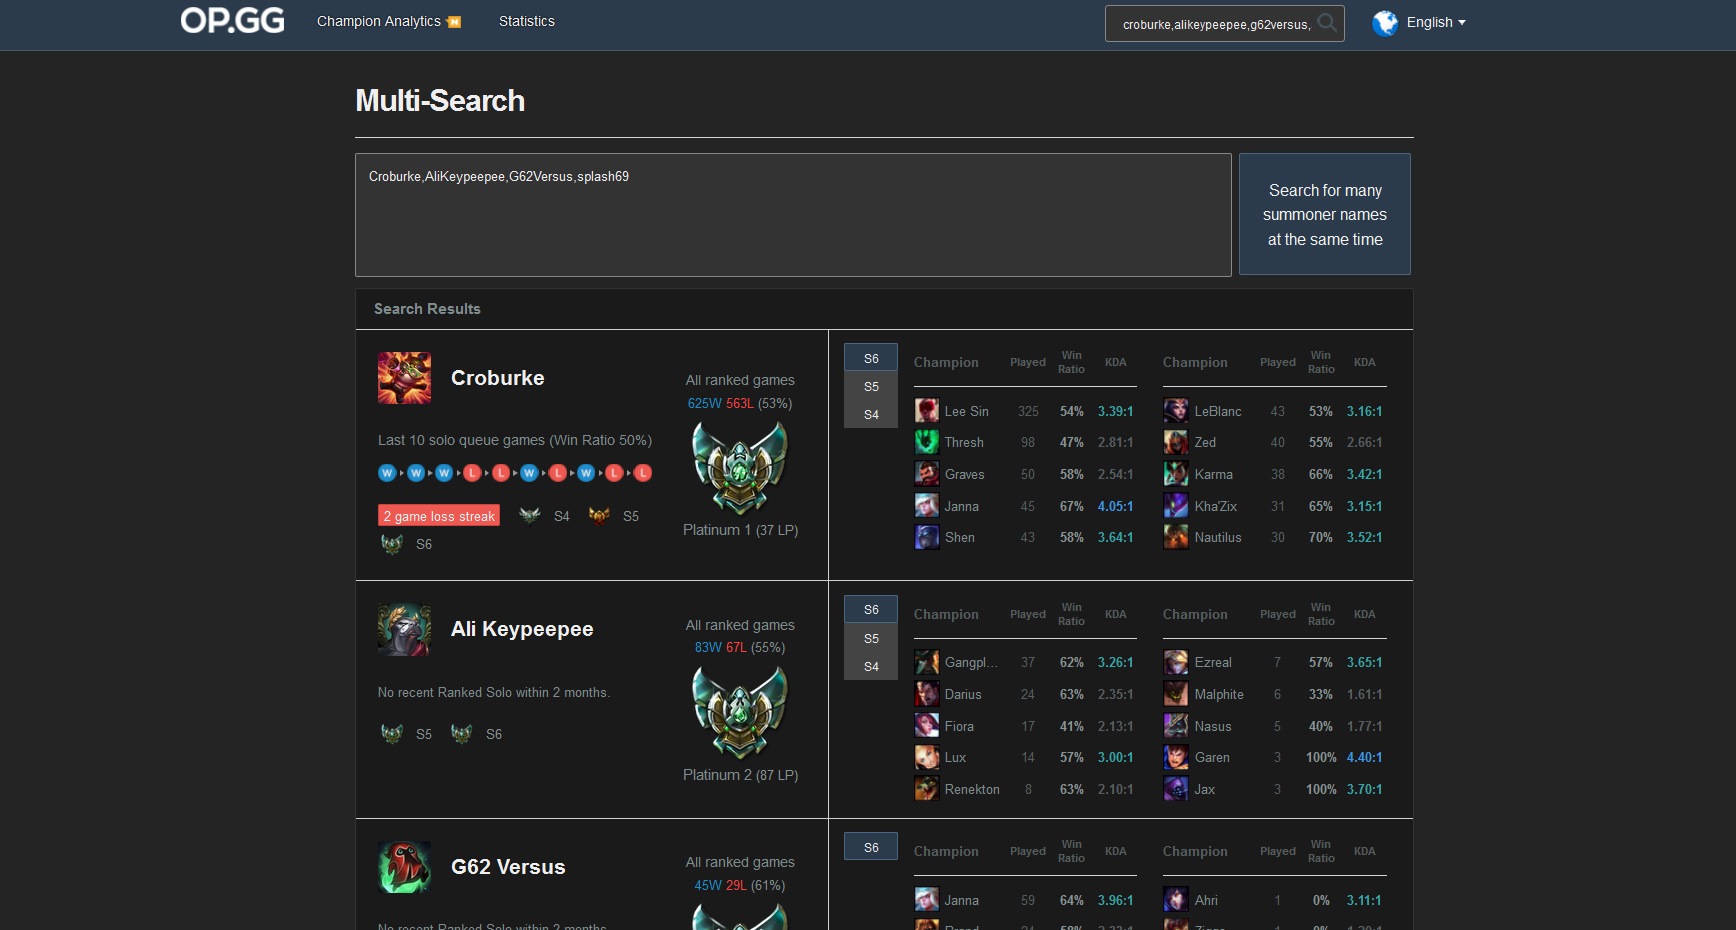 OP.GG
Champion Analytics
Statistics
croburke,alikeypeepee,g62versus,
English
Multi-Search
Croburke,AliKeypeepee,G62Versus,splash69
Search for many
summoner names
at the same time
Search Results
Croburke
All ranked games
625W 563L (53%)
Last 10 solo queue games (Win Ratio 50%)
W W W L L W L W L L
2 game loss streak S4 S5
S6
Platinum 1 (37 LP)
S6
S5
S4
Champion Played Win Ratio KDA
Lee Sin 325 54% 3.39:1
Thresh 98 47% 2.81:1
Graves 50 58% 2.54:1
Janna 45 67% 4.05:1
Shen 43 58% 3.64:1
Champion Played Win Ratio KDA
LeBlanc 43 53% 3.16:1
Zed 40 55% 2.66:1
Karma 38 66% 3.42:1
Kha'Zix 31 65% 3.15:1
Nautilus 30 70% 3.52:1
Ali Keypeepee
All ranked games
83W 67L (55%)
No recent Ranked Solo within 2 months.
S5 S6
Platinum 2 (87 LP)
S6
S5
S4
Champion Played Win Ratio KDA
Gangpl... 37 62% 3.26:1
Darius 24 63% 2.35:1
Fiora 17 41% 2.13:1
Lux 14 57% 3.00:1
Renekton 8 63% 2.10:1
Champion Played Win Ratio KDA
Ezreal 7 57% 3.65:1
Malphite 6 33% 1.61:1
Nasus 5 40% 1.77:1
Garen 3 100% 4.40:1
Jax 3 100% 3.70:1
G62 Versus
All ranked games
45W 29L (61%)
No recent Ranked Solo within 2 months.
S6
Champion Played Win Ratio KDA
Janna 59 64% 3.96:1
Champion Played Win Ratio KDA
Ahri 1 0% 3.11:1